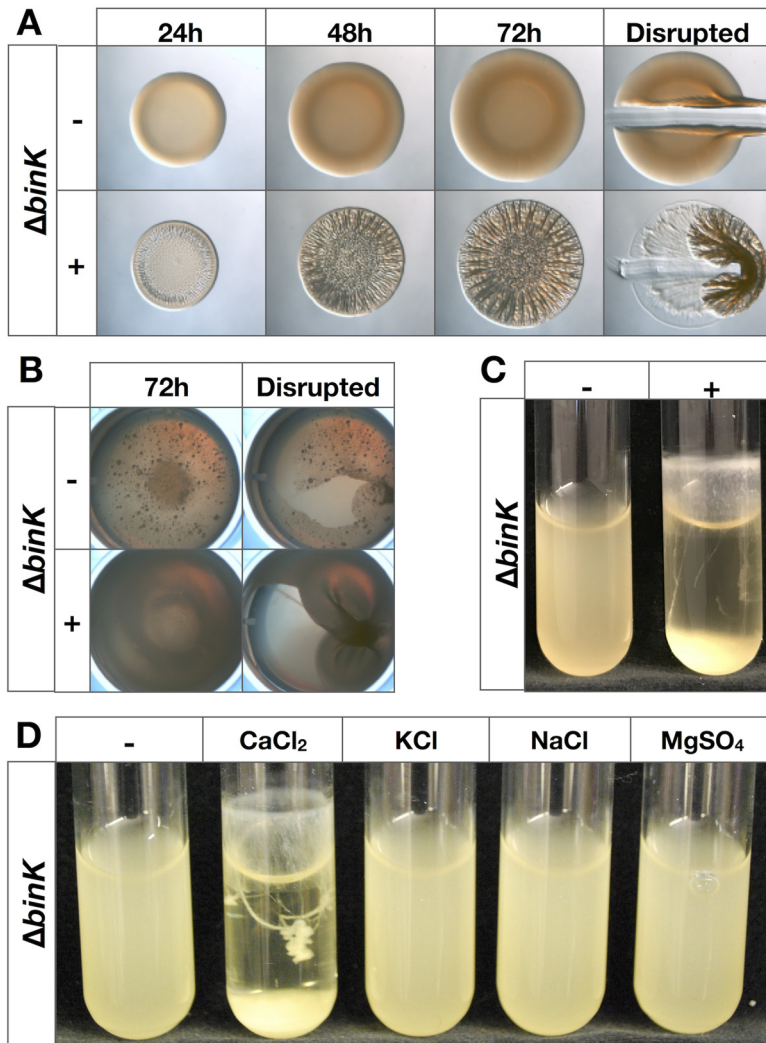 A
24h 48h 72h Disrupted
ΔbinK
-
+
B
72h Disrupted
ΔbinK
-
+
C
- +
ΔbinK
D
- CaCl₂ KCl NaCl MgSO₄
ΔbinK